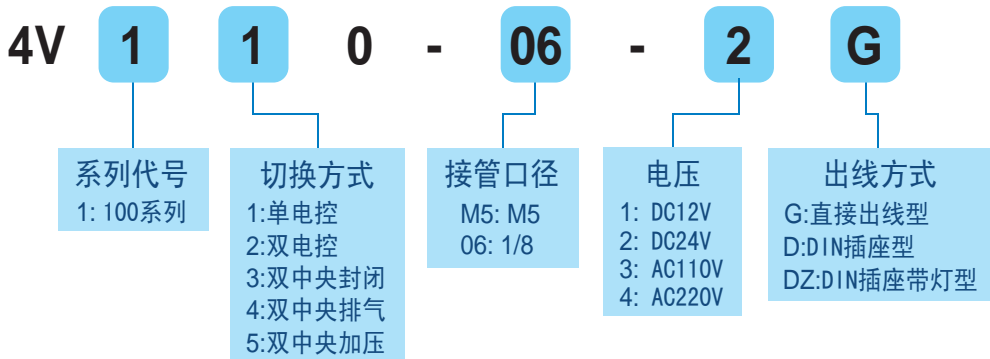 4V 1 1 0 - 06 - 2 G
系列代号
1: 100系列
切换方式
1:单电控
2:双电控
3:双中央封闭
4:双中央排气
5:双中央加压
接管口径
M5: M5
06: 1/8
电压
1: DC12V
2: DC24V
3: AC110V
4: AC220V
出线方式
G:直接出线型
D:DIN插座型
DZ:DIN插座带灯型